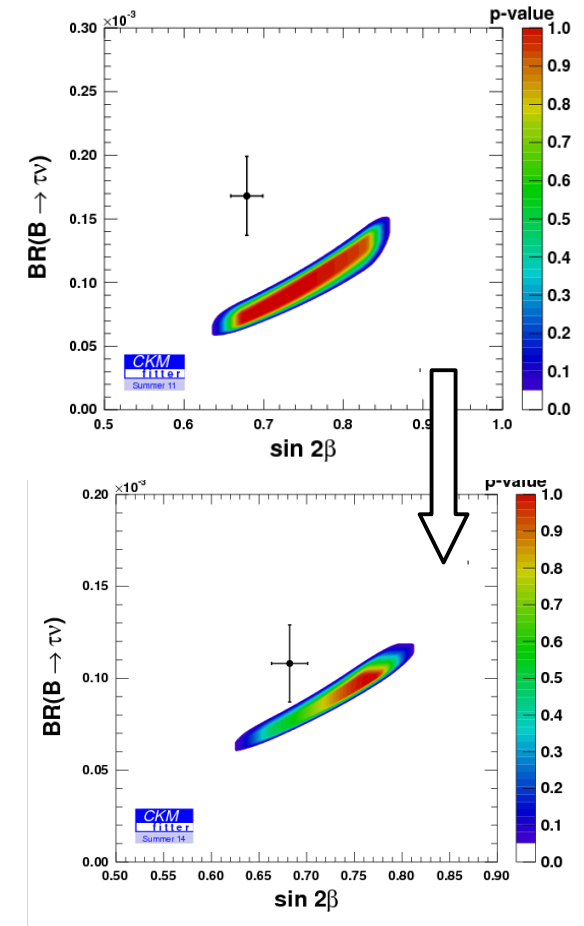 p-value
×10⁻³
0.30
0.20
0.15
0.10
0.05
0.00
0.5 0.6 0.7 0.8 0.9 1.0
BR(B → τν)
sin 2β
CKM
fitter
Summer 11
1.0
0.9
0.8
0.7
0.6
0.5
0.4
0.3
0.2
0.1
0.0
p-value
×10⁻³
0.20
0.15
0.10
0.05
0.00
0.50 0.55 0.60 0.65 0.70 0.75 0.80 0.85 0.90
BR(B → τν)
sin 2β
CKM
fitter
Summer 14
1.0
0.9
0.8
0.7
0.6
0.5
0.4
0.3
0.2
0.1
0.0